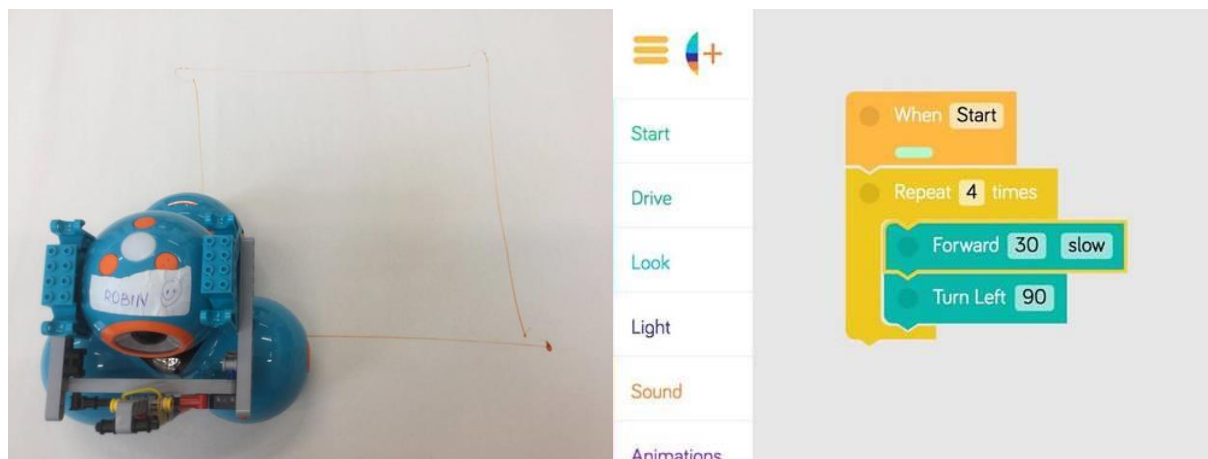 ROBIN
Start
Drive
Look
Light
Sound
Animations
When Start
Repeat 4 times
Forward 30 slow
Turn Left 90